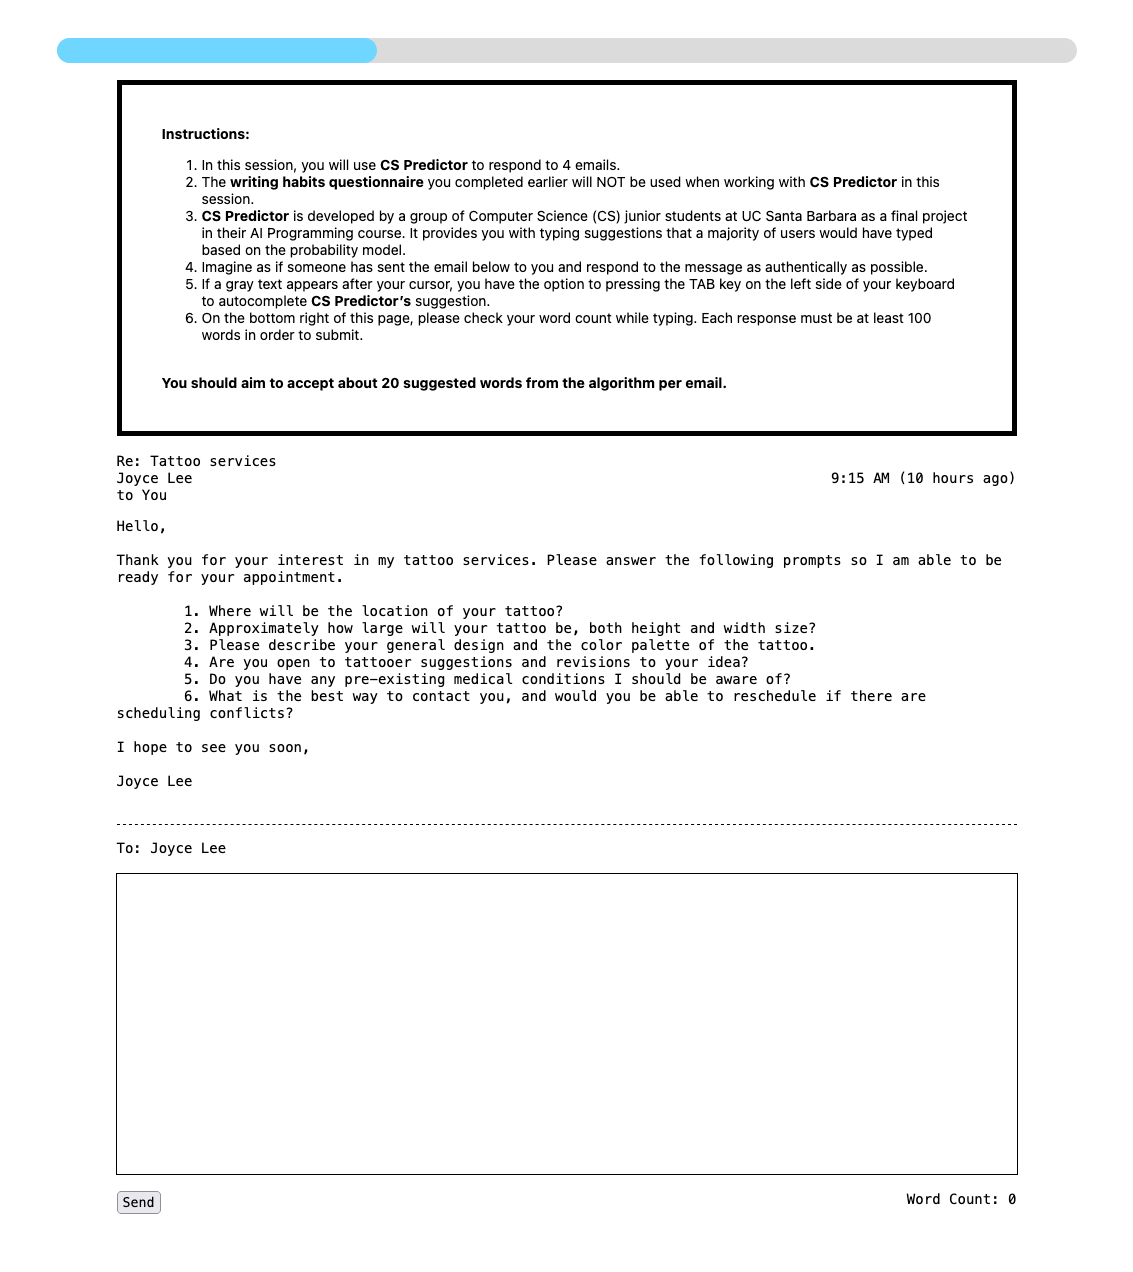 Instructions:
1. In this session, you will use CS Predictor to respond to 4 emails.
2. The writing habits questionnaire you completed earlier will NOT be used when working with CS Predictor in this
session.
3. CS Predictor is developed by a group of Computer Science (CS) junior students at UC Santa Barbara as a final project
in their AI Programming course. It provides you with typing suggestions that a majority of users would have typed
based on the probability model.
4. Imagine as if someone has sent the email below to you and respond to the message as authentically as possible.
5. If a gray text appears after your cursor, you have the option to pressing the TAB key on the left side of your keyboard
to autocomplete CS Predictor's suggestion.
6. On the bottom right of this page, please check your word count while typing. Each response must be at least 100
words in order to submit.
You should aim to accept about 20 suggested words from the algorithm per email.
Re: Tattoo services
Joyce Lee 9:15 AM (10 hours ago)
to You
Hello,
Thank you for your interest in my tattoo services. Please answer the following prompts so I am able to be
ready for your appointment.
1. Where will be the location of your tattoo?
2. Approximately how large will your tattoo be, both height and width size?
3. Please describe your general design and the color palette of the tattoo.
4. Are you open to tattooer suggestions and revisions to your idea?
5. Do you have any pre-existing medical conditions I should be aware of?
6. What is the best way to contact you, and would you be able to reschedule if there are
scheduling conflicts?
I hope to see you soon,
Joyce Lee
To: Joyce Lee
Send Word Count: 0